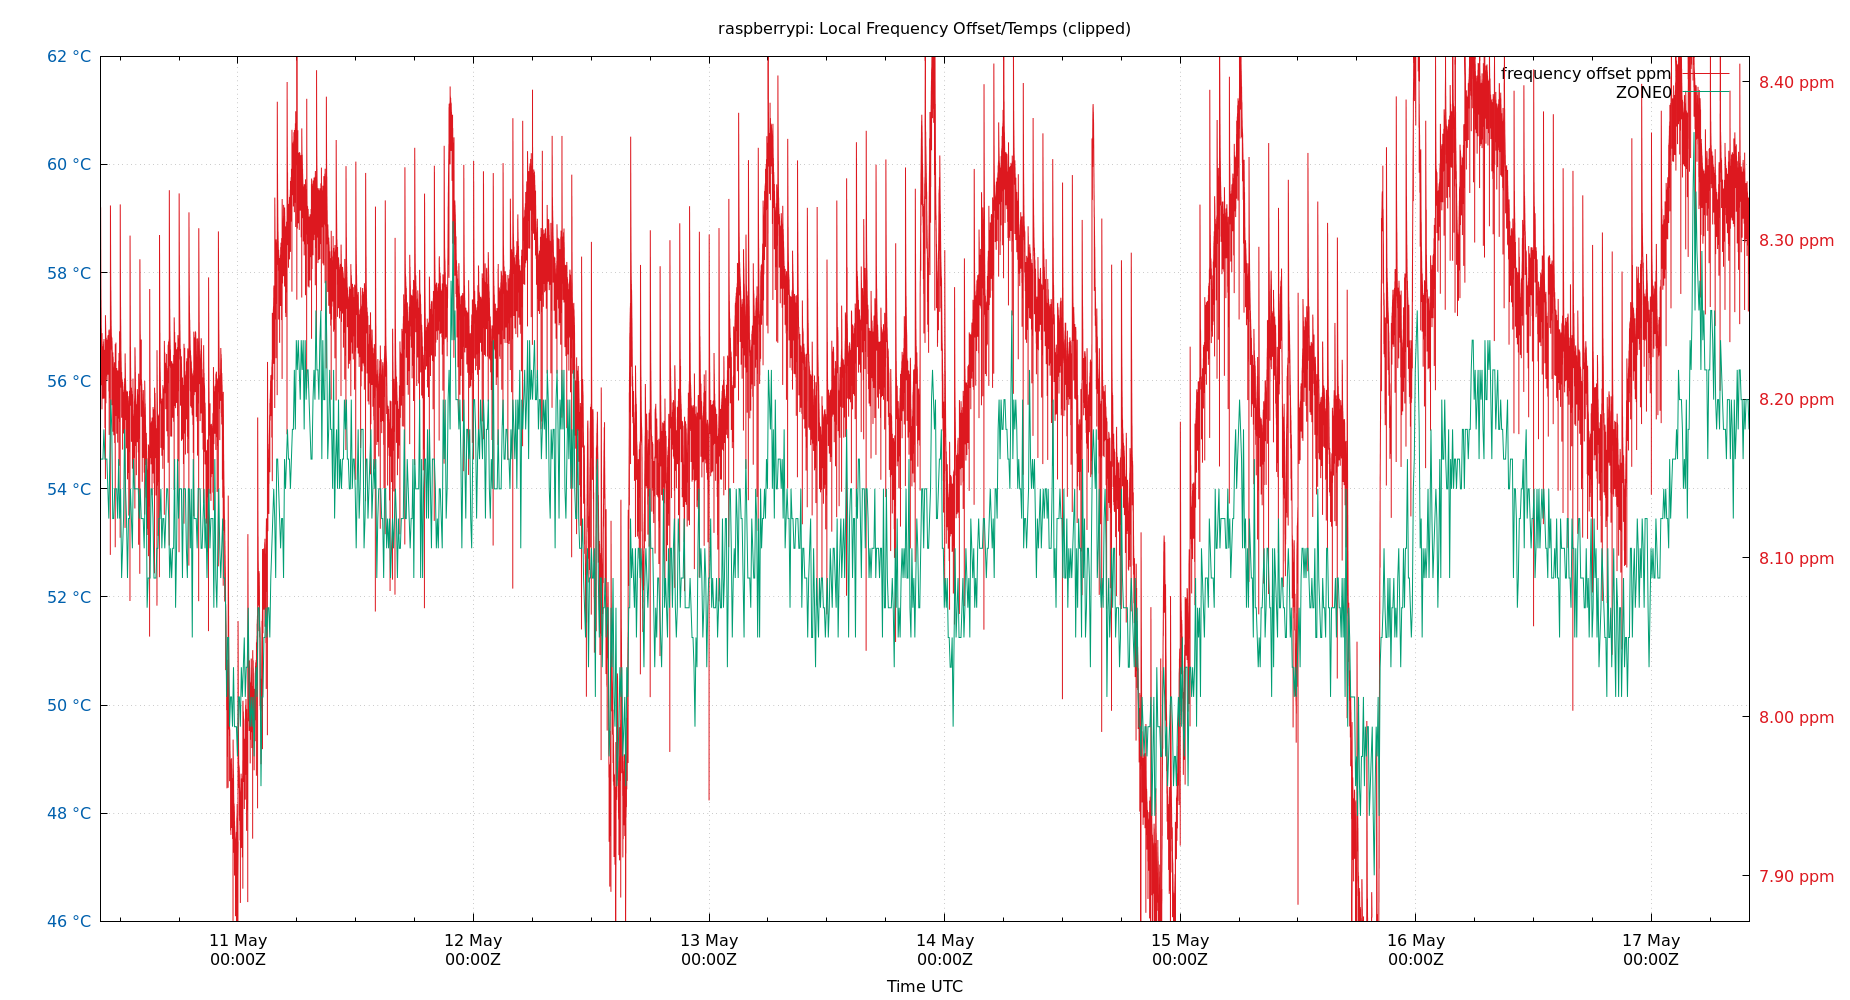 raspberrypi: Local Frequency Offset/Temps (clipped)
62 °C
60 °C
58 °C
56 °C
54 °C
52 °C
50 °C
48 °C
46 °C
frequency offset ppm
ZONE0
8.40 ppm
8.30 ppm
8.20 ppm
8.10 ppm
8.00 ppm
7.90 ppm
11 May 12 May 13 May 14 May 15 May 16 May 17 May
00:00Z 00:00Z 00:00Z 00:00Z 00:00Z 00:00Z 00:00Z
Time UTC